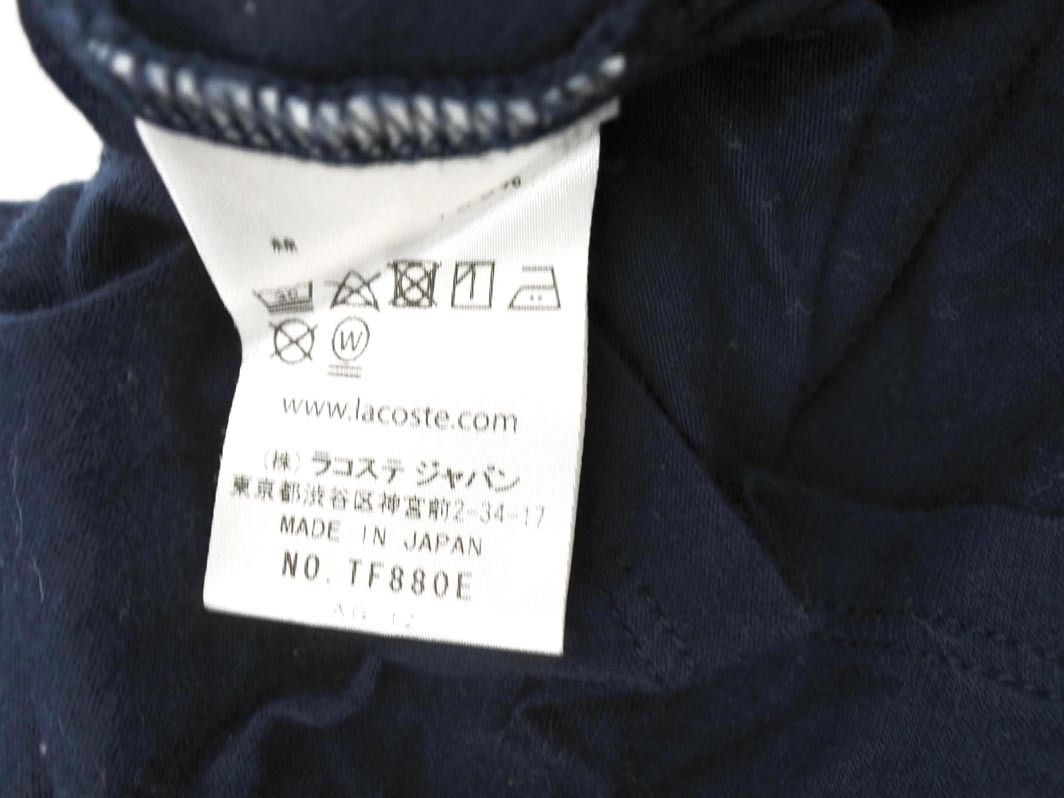 30
W
www.lacoste.com
(株) ラコステ ジャパン
東京都渋谷区神宮前2-34-17
MADE IN JAPAN
NO. TF880E